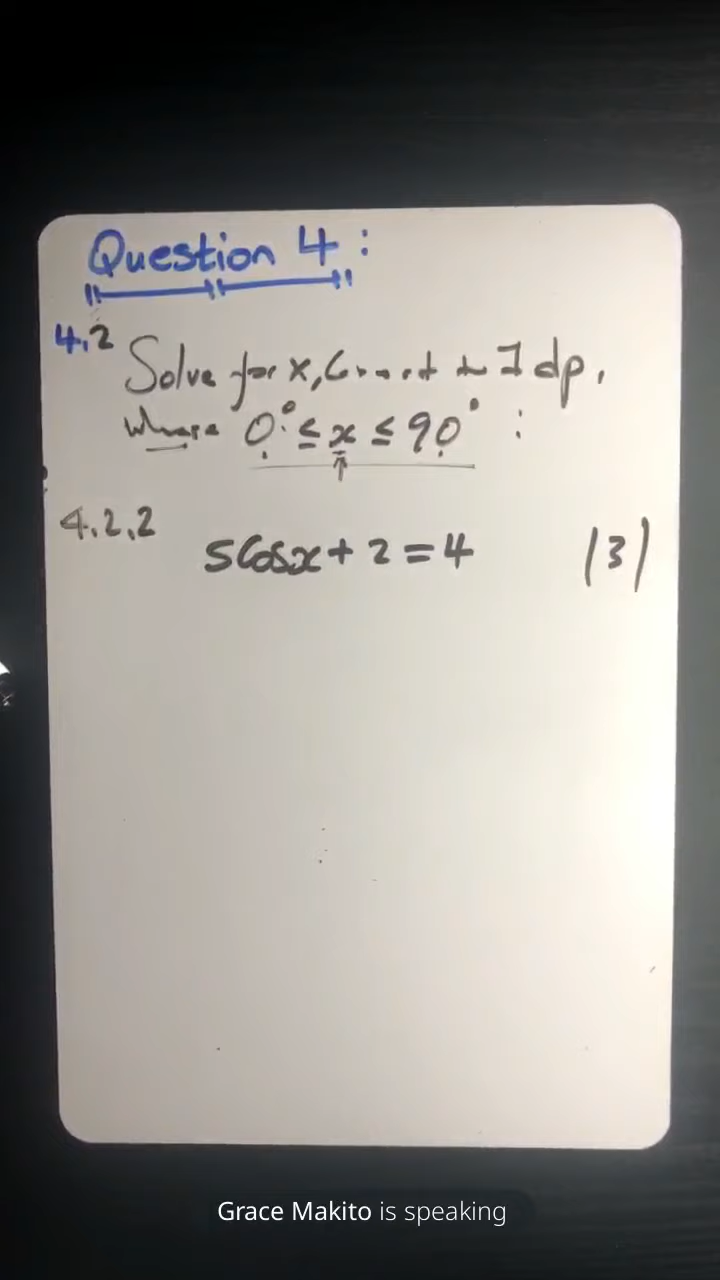 Question 4:
4.2 Solve for x, Correct to 1 dp,
where 0° ≤ x ≤ 90° :
4.2.2 5Cosx + 2 = 4 (3)
Grace Makito is speaking